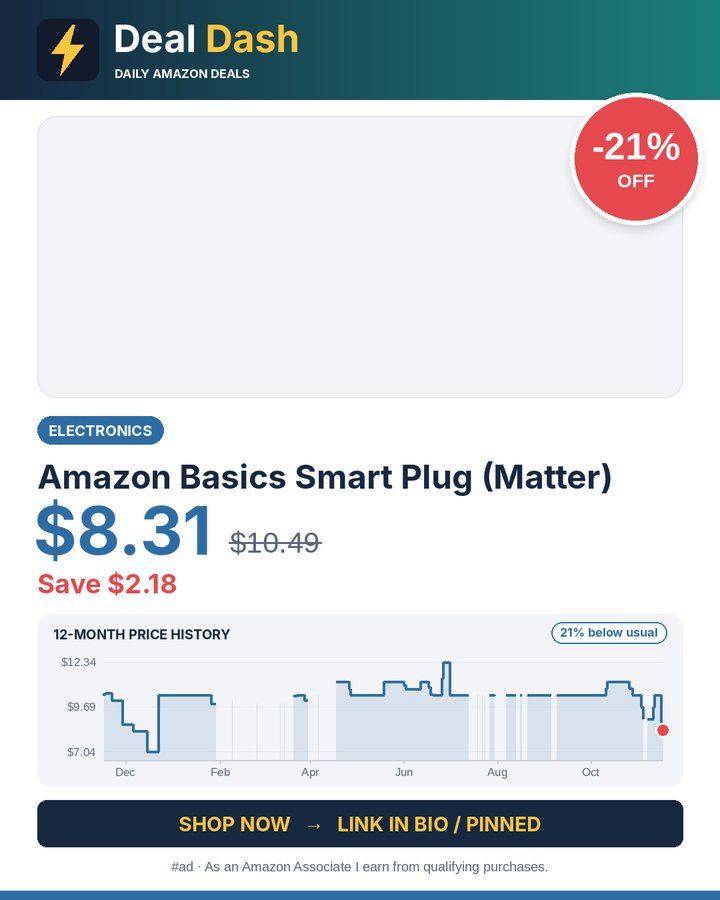 Deal Dash
DAILY AMAZON DEALS
-21%
OFF
ELECTRONICS
Amazon Basics Smart Plug (Matter)
$8.31 $10.49
Save $2.18
12-MONTH PRICE HISTORY
21% below usual
$12.34
$9.69
$7.04
Dec Feb Apr Jun Aug Oct
SHOP NOW → LINK IN BIO / PINNED
#ad · As an Amazon Associate I earn from qualifying purchases.